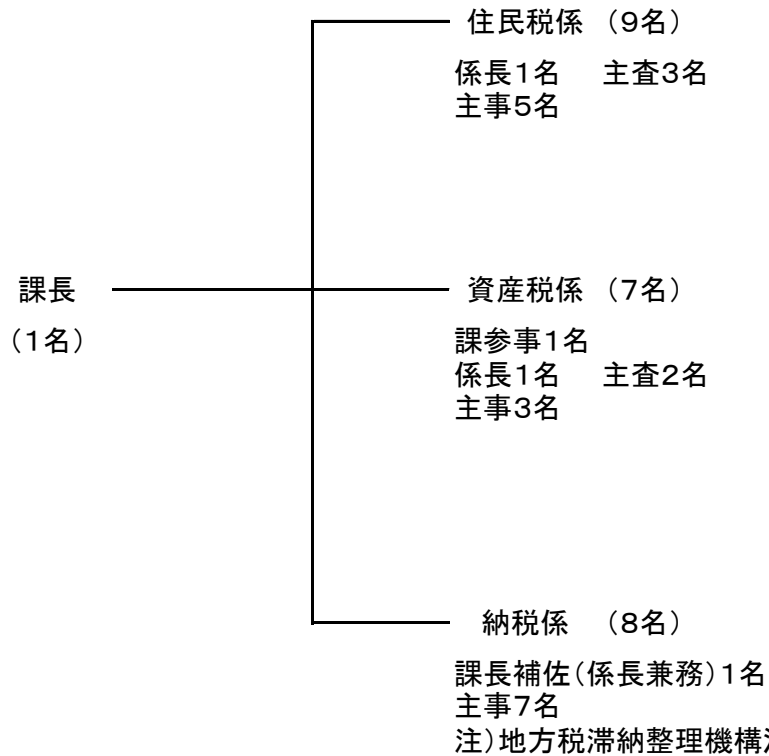 住民税係 （9名）
係長1名　主査3名
主事5名
課長
（1名）
資産税係 （7名）
課参事1名
係長1名　主査2名
主事3名
納税係 （8名）
課長補佐（係長兼務）1名
主事7名
注）地方税滞納整理機構